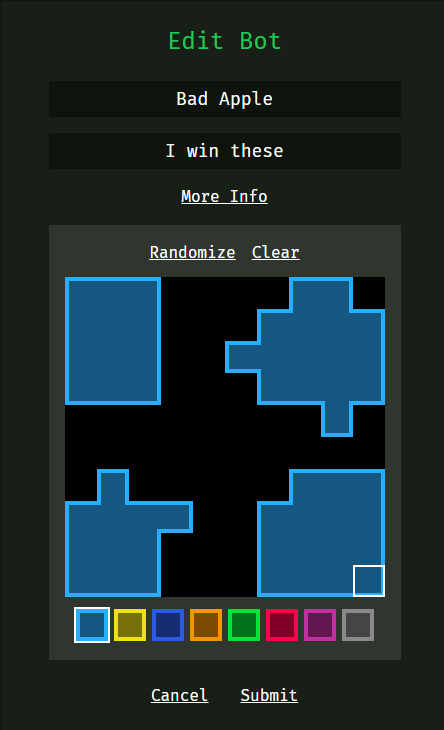 Edit Bot
Bad Apple
I win these
More Info
Randomize Clear
Cancel Submit